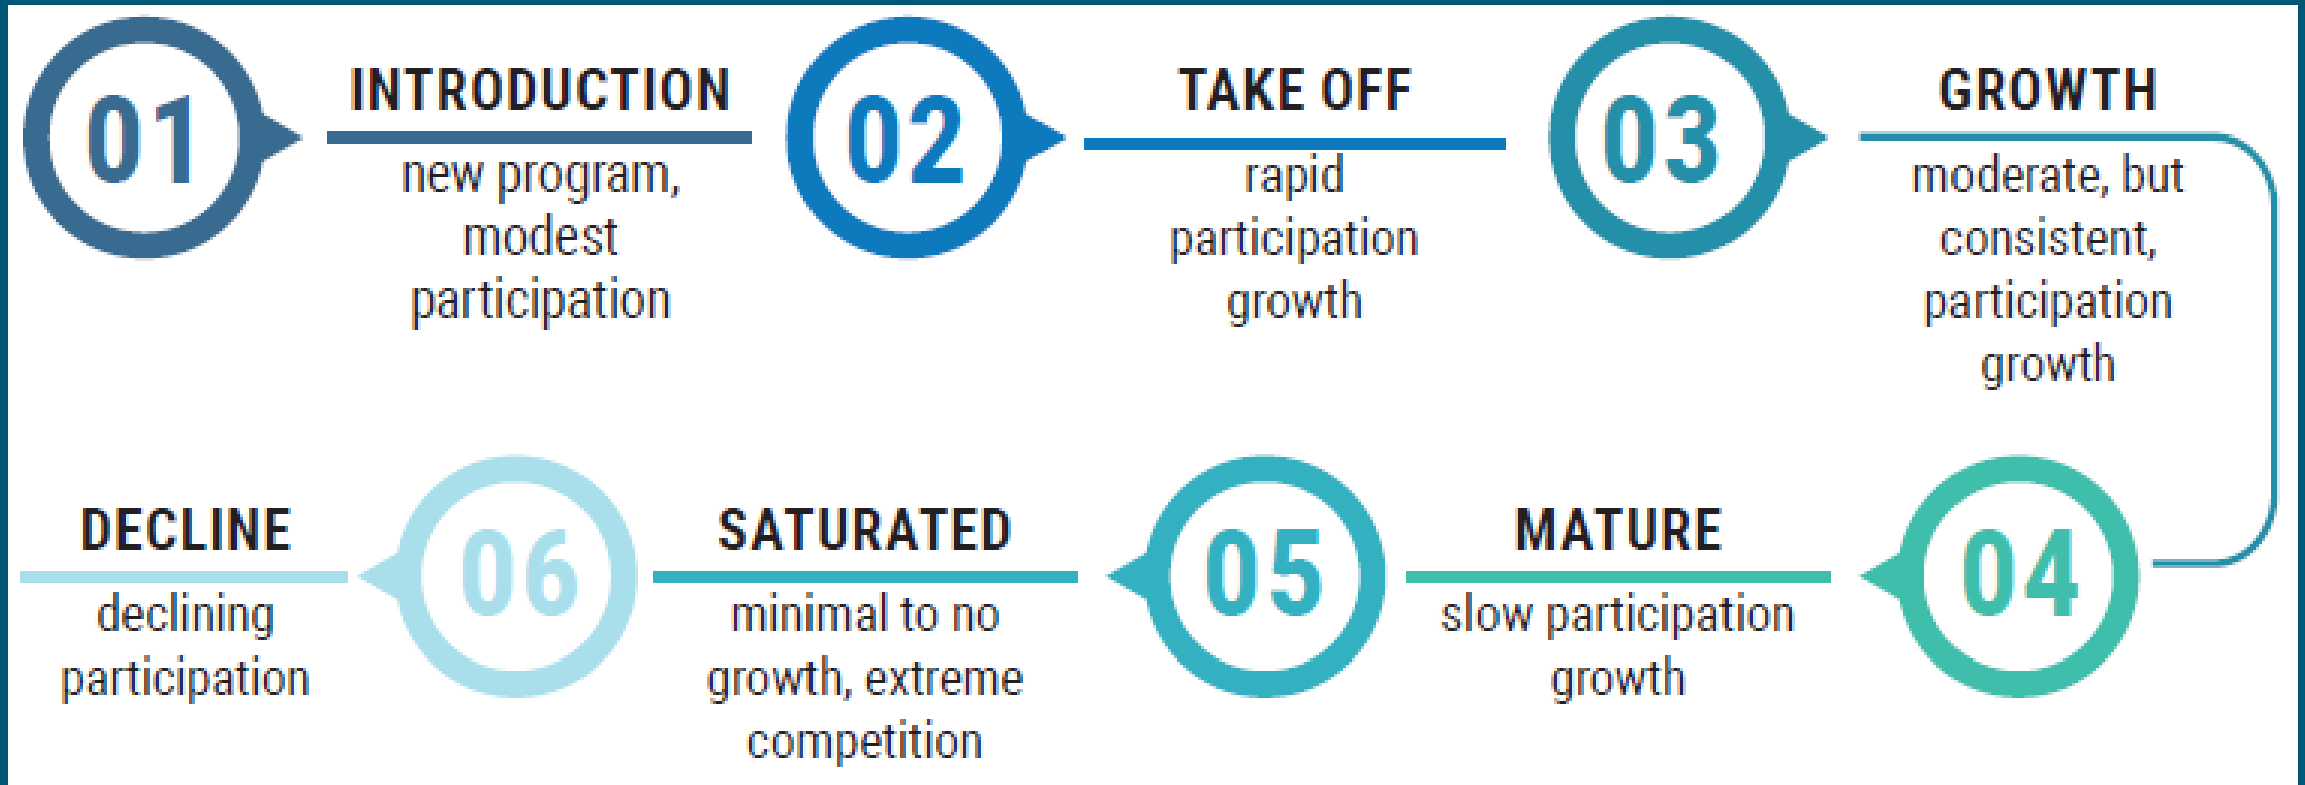 01
INTRODUCTION
new program,
modest
participation
02
TAKE OFF
rapid
participation
growth
03
GROWTH
moderate, but
consistent,
participation
growth
04
MATURE
slow participation
growth
05
SATURATED
minimal to no
growth, extreme
competition
06
DECLINE
declining
participation